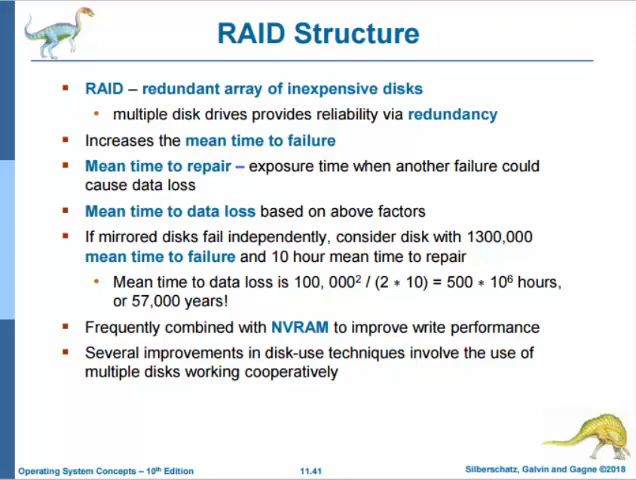 RAID Structure
RAID – redundant array of inexpensive disks
multiple disk drives provides reliability via redundancy
Increases the mean time to failure
Mean time to repair – exposure time when another failure could
cause data loss
Mean time to data loss based on above factors
If mirrored disks fail independently, consider disk with 1300,000
mean time to failure and 10 hour mean time to repair
Mean time to data loss is 100, 000² / (2 ∗ 10) = 500 ∗ 10⁶ hours,
or 57,000 years!
Frequently combined with NVRAM to improve write performance
Several improvements in disk-use techniques involve the use of
multiple disks working cooperatively
Operating System Concepts – 10th Edition
11.41
Silberschatz, Galvin and Gagne ©2018